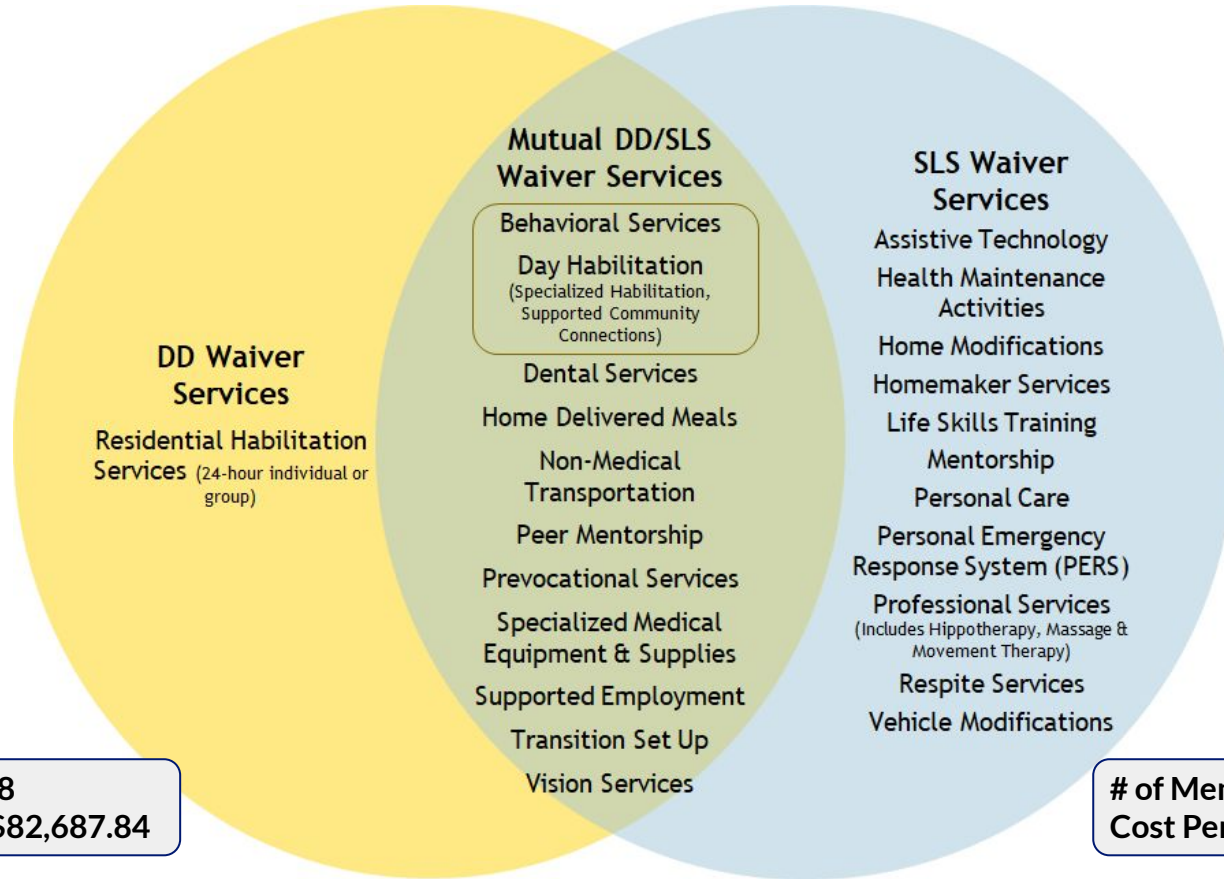 DD Waiver
Services
Residential Habilitation
Services (24-hour individual or
group)
Mutual DD/SLS
Waiver Services
Behavioral Services
Day Habilitation
(Specialized Habilitation,
Supported Community
Connections)
Dental Services
Home Delivered Meals
Non-Medical
Transportation
Peer Mentorship
Prevocational Services
Specialized Medical
Equipment & Supplies
Supported Employment
Transition Set Up
Vision Services
SLS Waiver
Services
Assistive Technology
Health Maintenance
Activities
Home Modifications
Homemaker Services
Life Skills Training
Mentorship
Personal Care
Personal Emergency
Response System (PERS)
Professional Services
(Includes Hippotherapy, Massage &
Movement Therapy)
Respite Services
Vehicle Modifications
8
$82,687.84
# of Mem
Cost Per